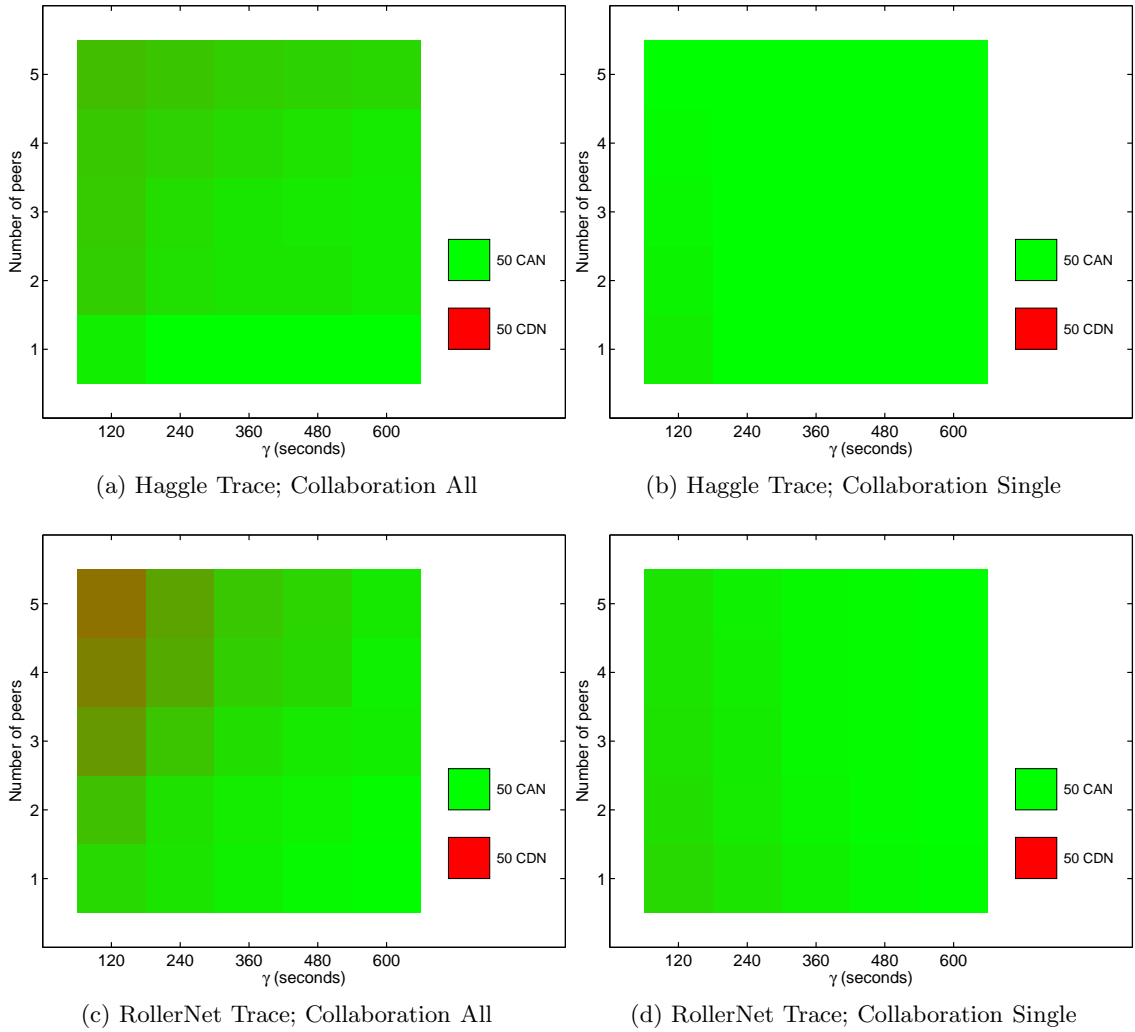 Number of peers
5
4
3
2
1
50 CAN
50 CDN
120 240 360 480 600
γ (seconds)
(a) Haggle Trace; Collaboration All
Number of peers
5
4
3
2
1
50 CAN
50 CDN
120 240 360 480 600
γ (seconds)
(b) Haggle Trace; Collaboration Single
Number of peers
5
4
3
2
1
50 CAN
50 CDN
120 240 360 480 600
γ (seconds)
(c) RollerNet Trace; Collaboration All
Number of peers
5
4
3
2
1
50 CAN
50 CDN
120 240 360 480 600
γ (seconds)
(d) RollerNet Trace; Collaboration Single